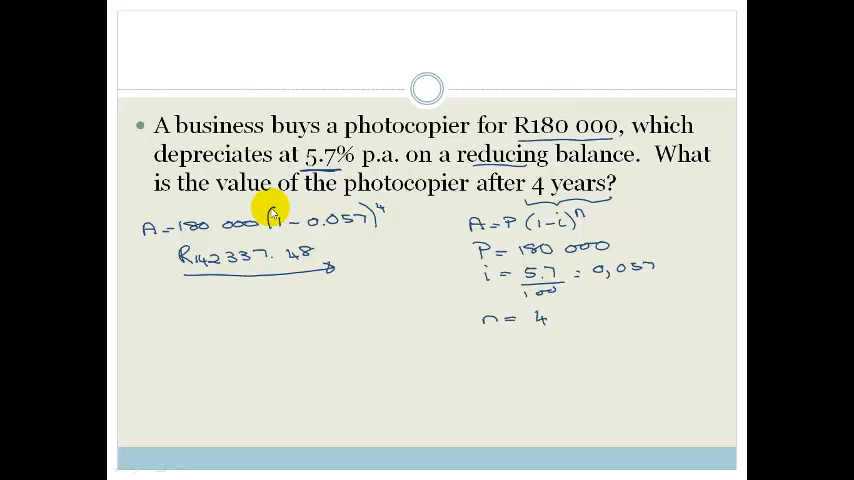 A business buys a photocopier for R180 000, which
depreciates at 5.7% p.a. on a reducing balance. What
is the value of the photocopier after 4 years?
A=180 000 (1-0.057)^4
R142337.48
A=P (1-i)^n
P= 180 000
i = 5.7/100 = 0,057
n= 4